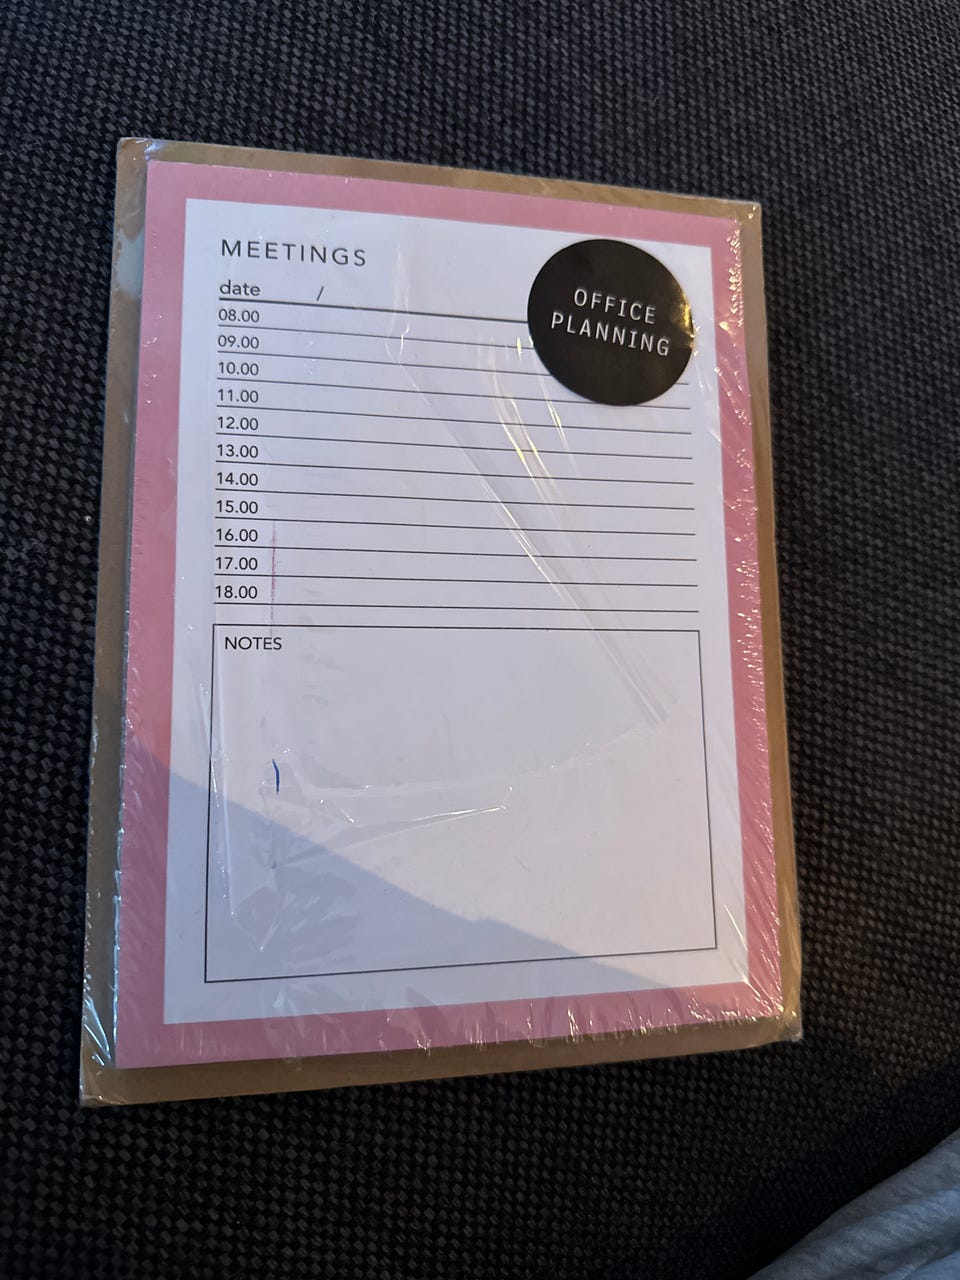 MEETINGS
date /
OFFICE
PLANNING
08.00
09.00
10.00
11.00
12.00
13.00
14.00
15.00
16.00
17.00
18.00
NOTES